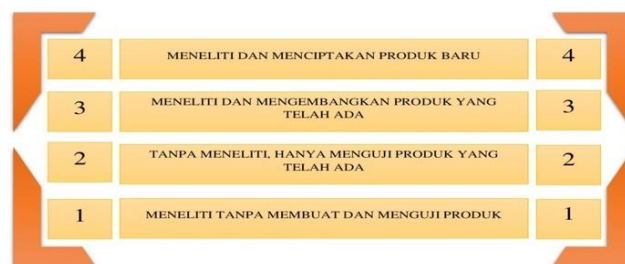 4 MENELITI DAN MENCIPTAKAN PRODUK BARU 4
3 MENELITI DAN MENGEMBANGKAN PRODUK YANG
TELAH ADA 3
2 TANPA MENELITI, HANYA MENGUJI PRODUK YANG
TELAH ADA 2
1 MENELITI TANPA MEMBUAT DAN MENGUJI PRODUK 1